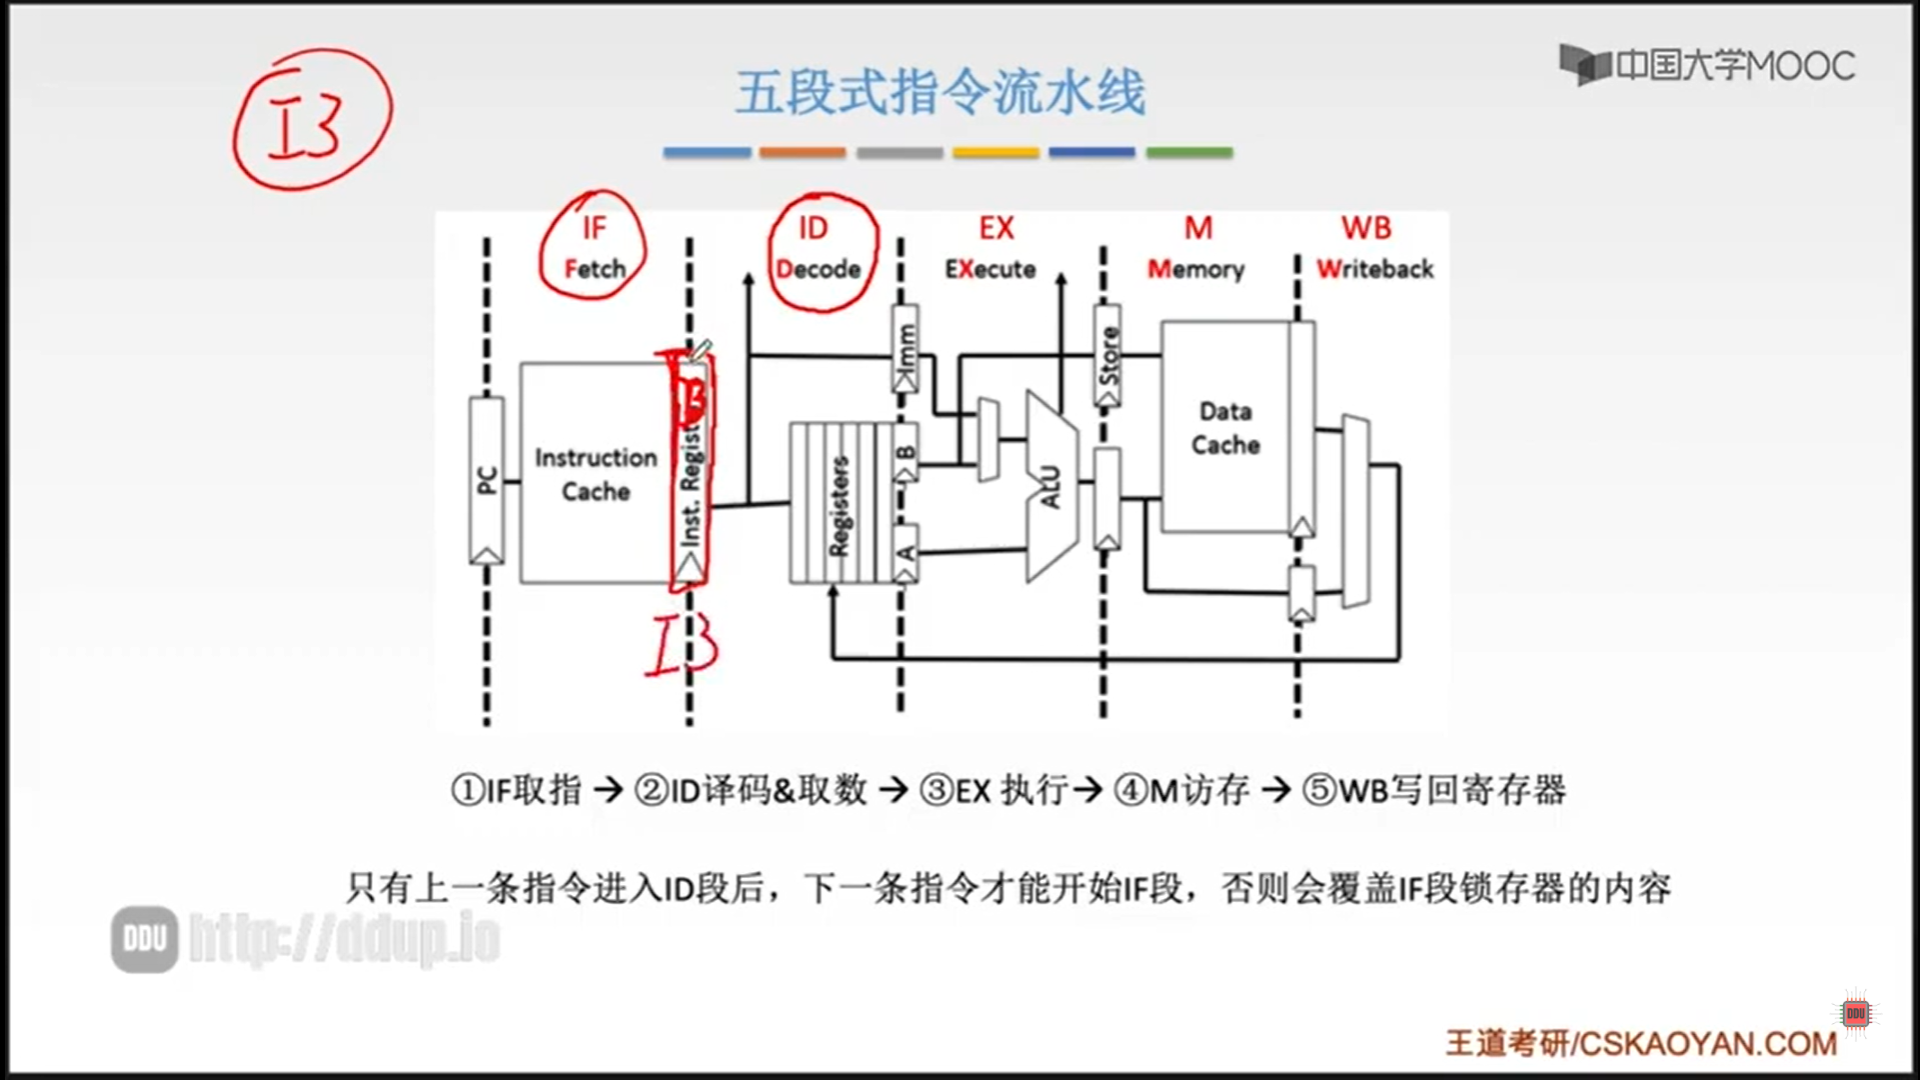 中国大学MOOC
I3
五段式指令流水线
IF
Fetch
ID
Decode
EX
EXecute
M
Memory
WB
Writeback
PC
Instruction
Cache
Inst. Regist
I3
Registers
Imm
B
A
ALU
Store
Data
Cache
①IF取指 → ②ID译码&取数 → ③EX 执行→ ④M访存 → ⑤WB写回寄存器
只有上一条指令进入ID段后，下一条指令才能开始IF段，否则会覆盖IF段锁存器的内容
DDU http://ddup.io
DDU
王道考研/CSKAOYAN.COM